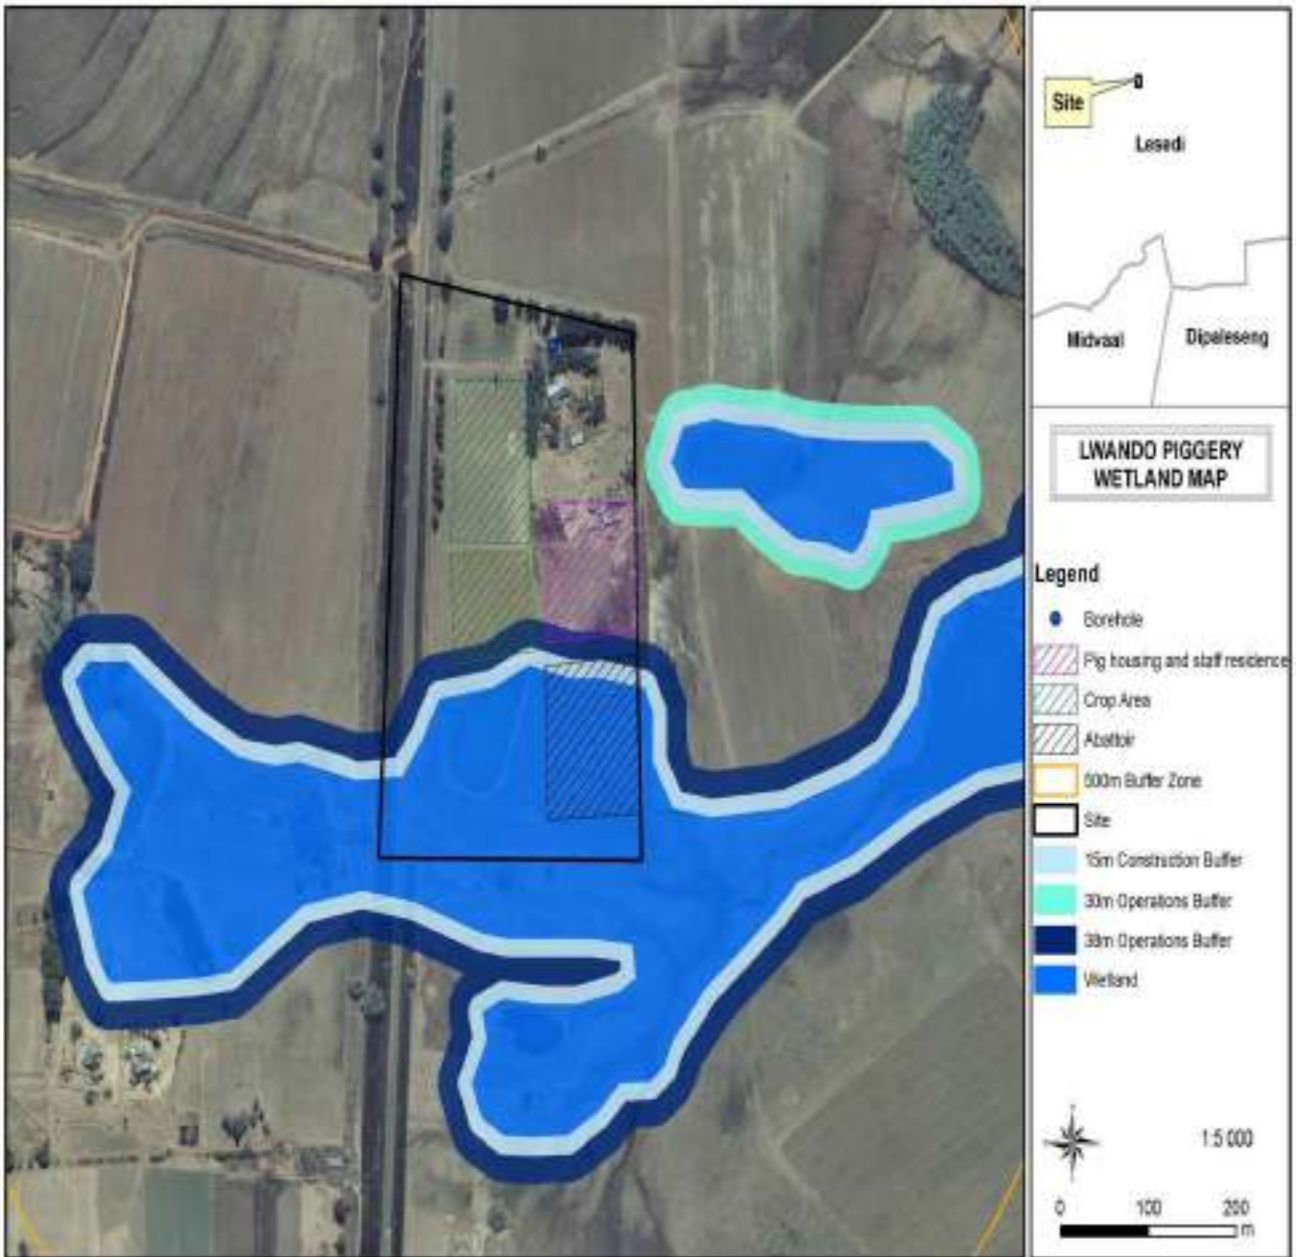 Site
Lesedi
Midvaal
Dipaleseng
LWANDO PIGGERY
WETLAND MAP
Legend
Borehole
Pig housing and staff residence
Crop Area
Abattoir
500m Buffer Zone
Site
15m Construction Buffer
30m Operations Buffer
38m Operations Buffer
Wetland
1:5 000
0 100 200
m